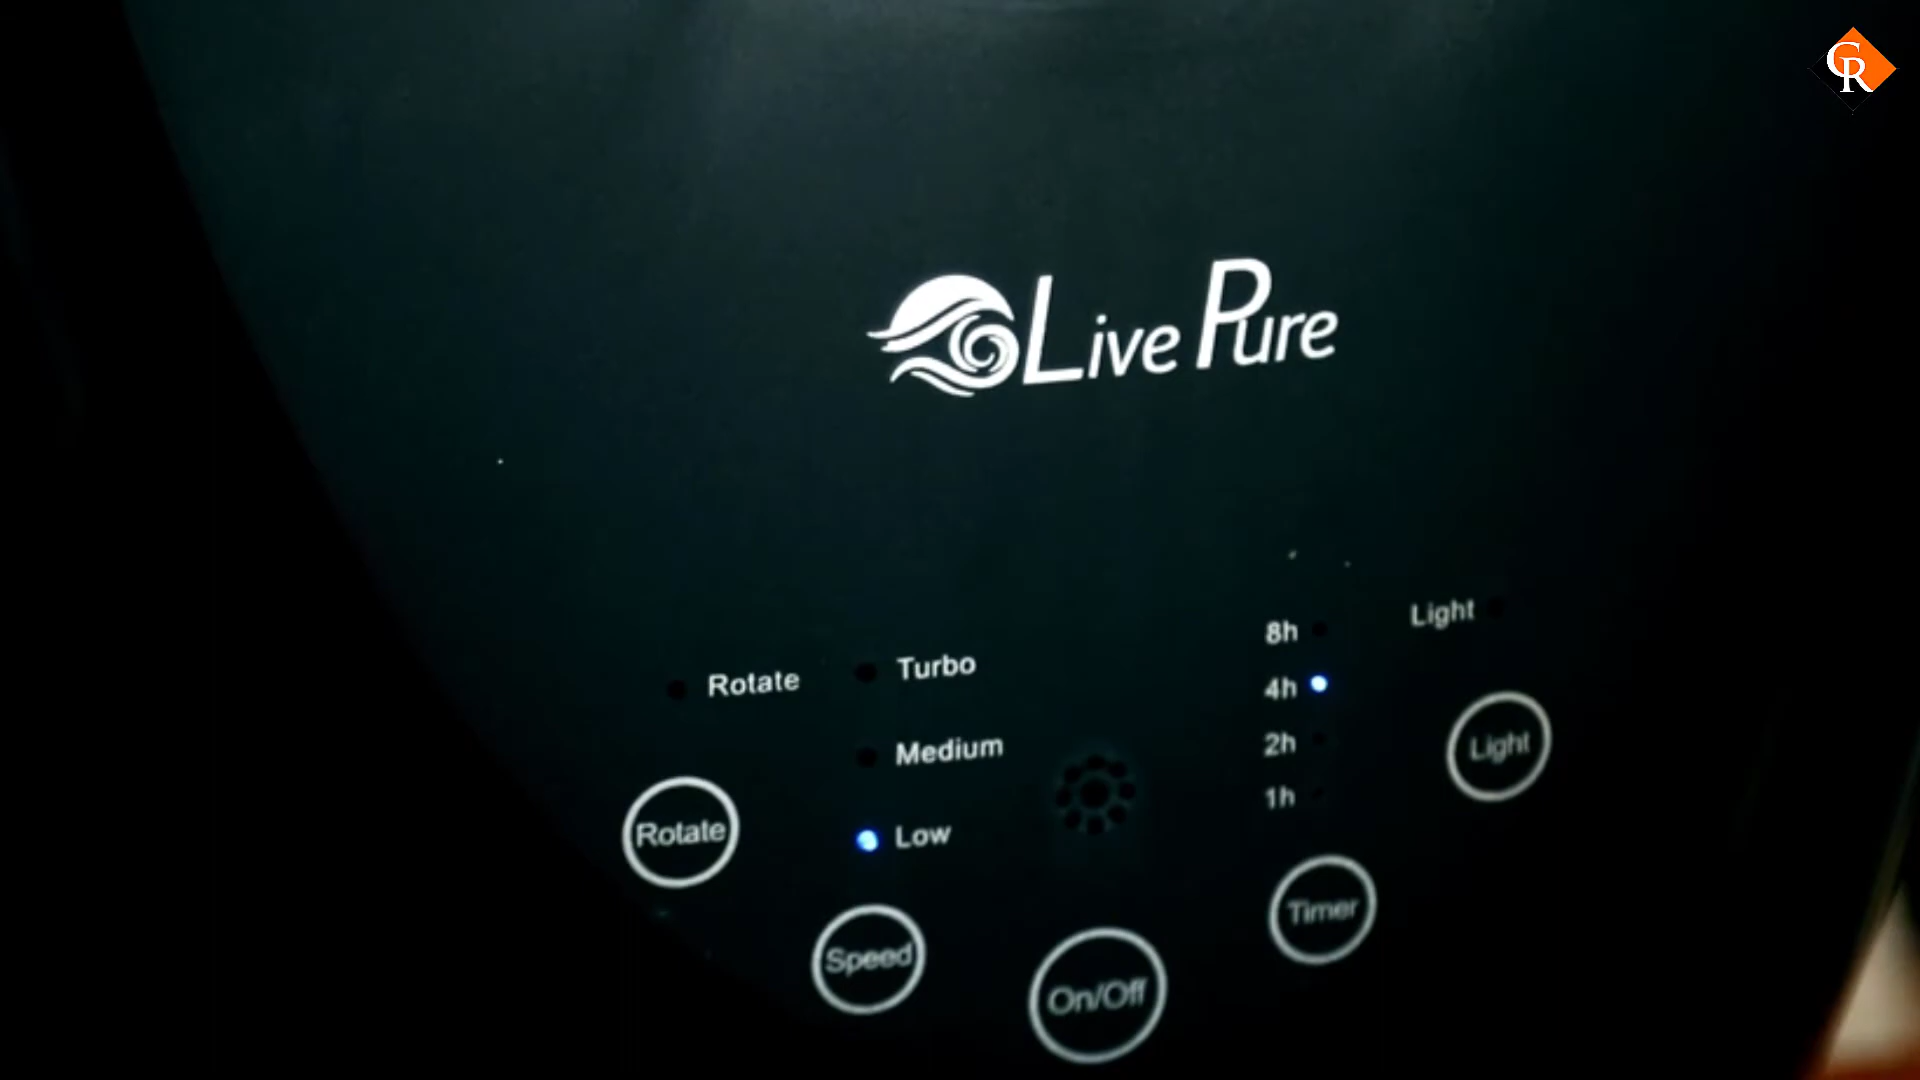 CR
Live Pure
Rotate
Turbo
Medium
Low
8h
4h
2h
1h
Light
Rotate
Speed
On/Off
Timer
Light